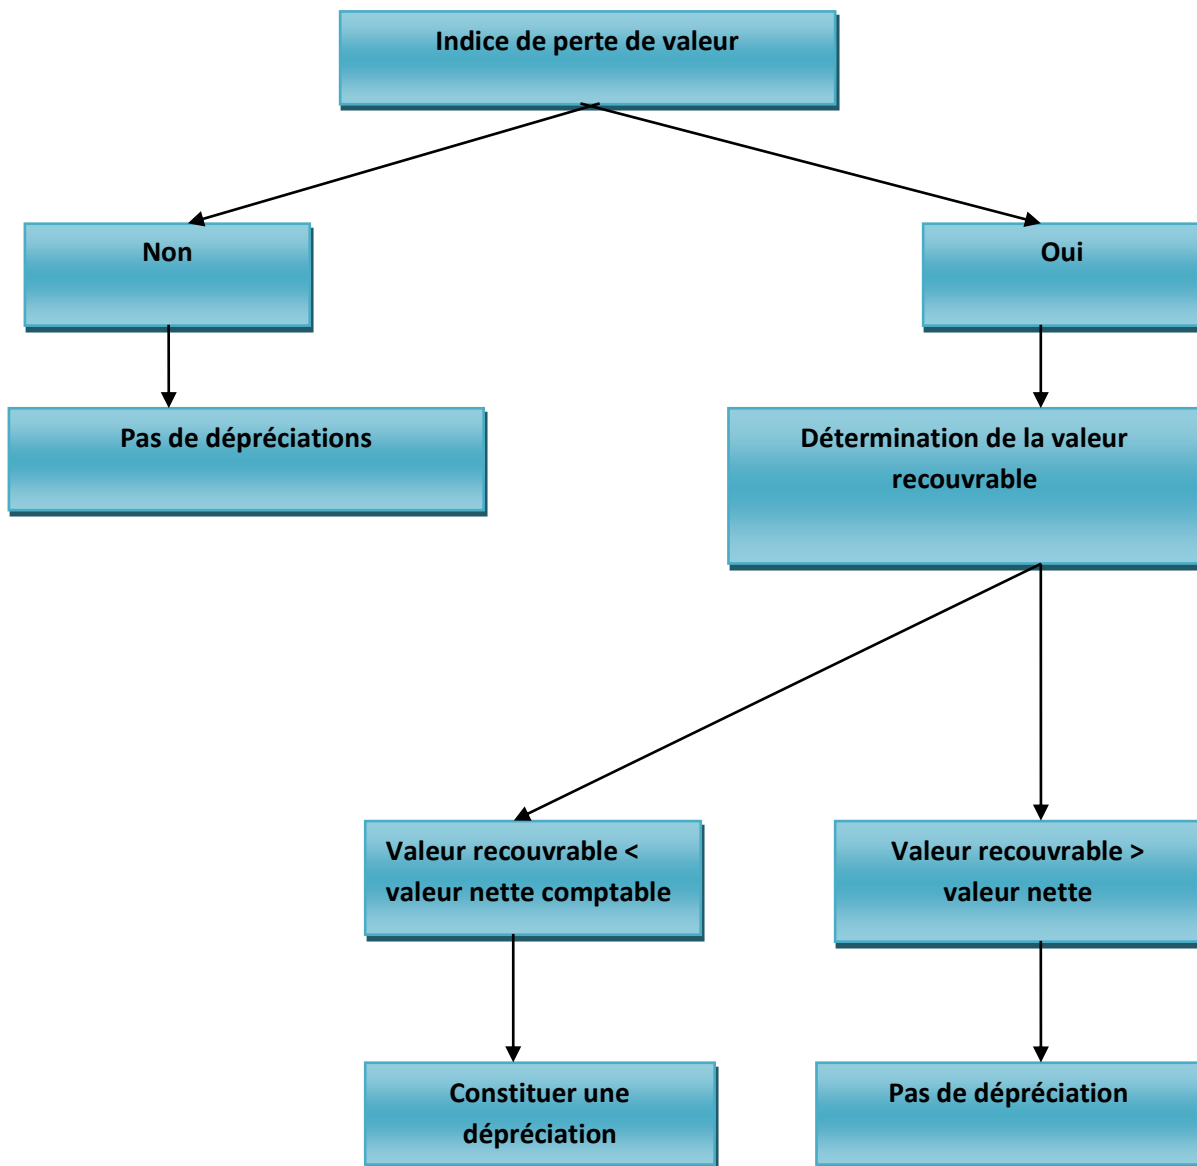 Indice de perte de valeur
Non
Oui
Pas de dépréciations
Détermination de la valeur
recouvrable
Valeur recouvrable <
valeur nette comptable
Valeur recouvrable >
valeur nette
Constituer une
dépréciation
Pas de dépréciation